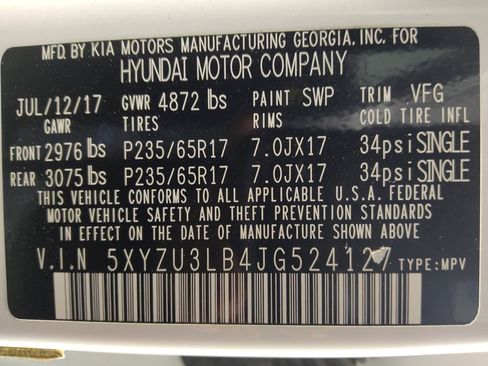 MFD. BY KIA MOTORS MANUFACTURING GEORGIA, INC. FOR
HYUNDAI MOTOR COMPANY
JUL/12/17 GVWR 4872 lbs PAINT SWP TRIM VFG
GAWR TIRES RIMS COLD TIRE INFL
FRONT 2976 lbs P235/65R17 7.0JX17 34psi SINGLE
REAR 3075 lbs P235/65R17 7.0JX17 34psi SINGLE
THIS VEHICLE CONFORMS TO ALL APPLICABLE U.S.A. FEDERAL
MOTOR VEHICLE SAFETY AND THEFT PREVENTION STANDARDS
IN EFFECT ON THE DATE OF MANUFACTURE SHOWN ABOVE
V.I.N 5XYZU3LB4JG524127 TYPE:MPV